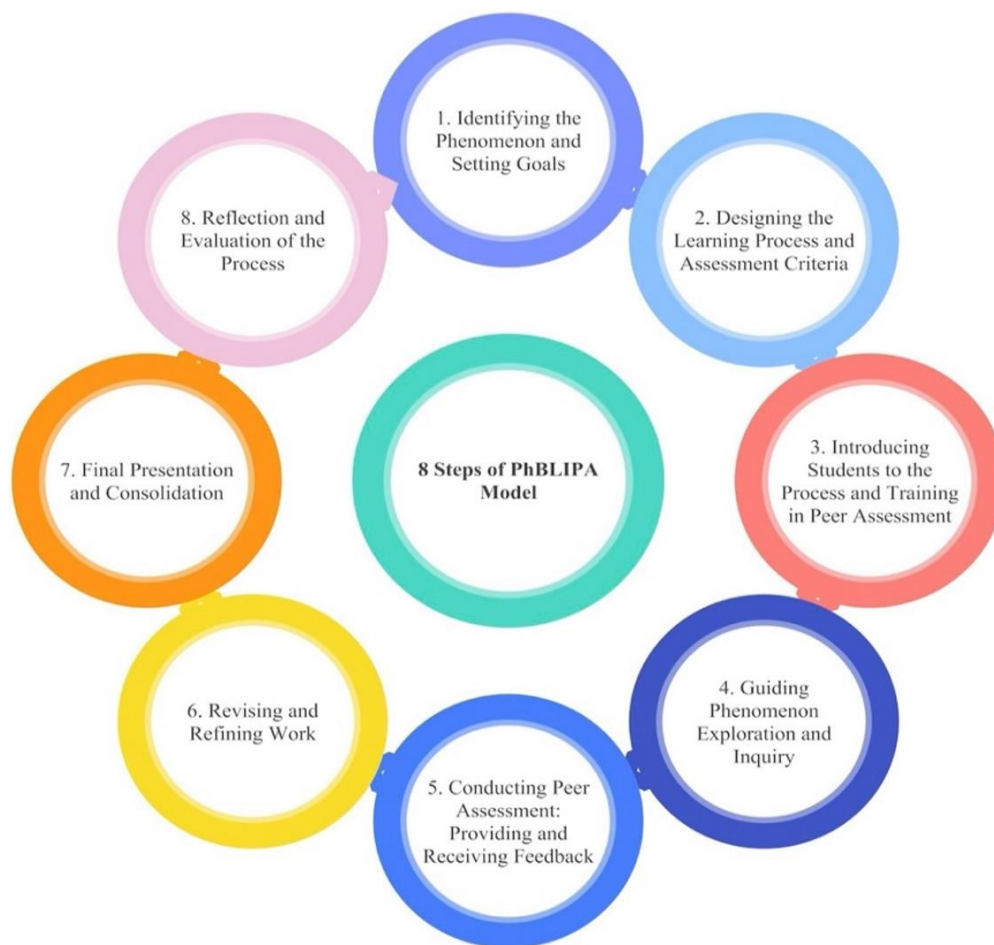 1. Identifying the
Phenomenon and
Setting Goals
2. Designing the
Learning Process and
Assessment Criteria
3. Introducing
Students to the
Process and Training
in Peer Assessment
4. Guiding
Phenomenon
Exploration and
Inquiry
5. Conducting Peer
Assessment:
Providing and
Receiving Feedback
6. Revising and
Refining Work
7. Final Presentation
and Consolidation
8. Reflection and
Evaluation of the
Process
8 Steps of PhBLIPA
Model